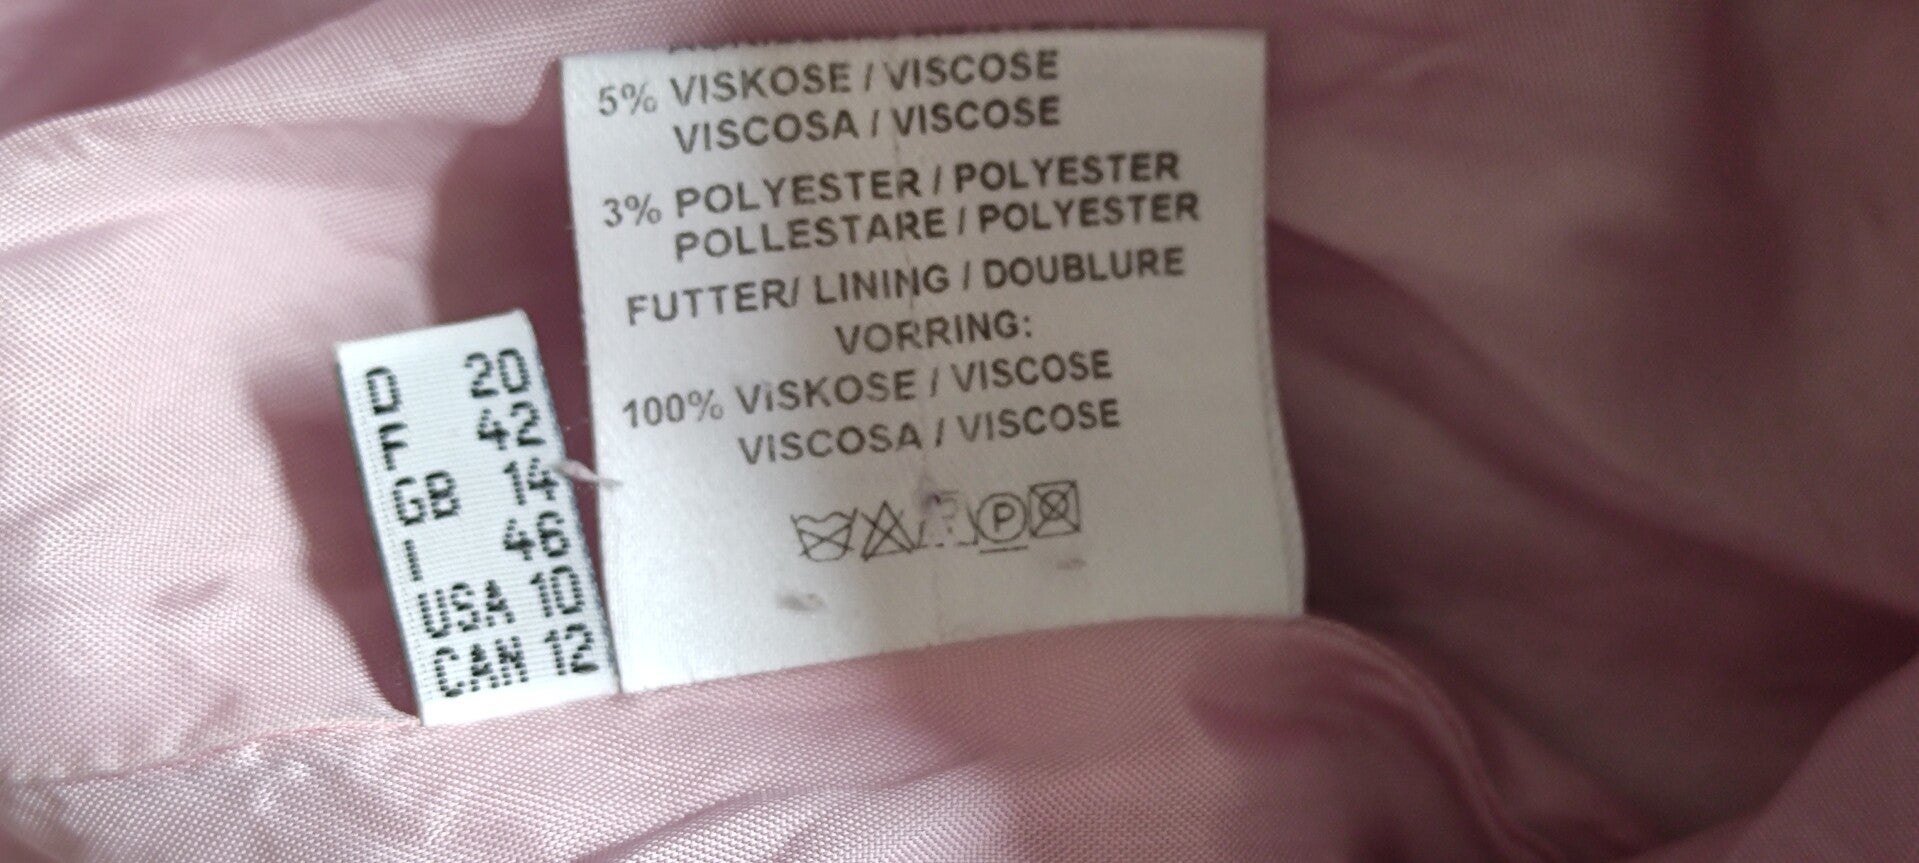 5% VISKOSE / VISCOSE
VISCOSA / VISCOSE
3% POLYESTER / POLYESTER
POLLESTARE / POLYESTER
FUTTER/ LINING / DOUBLURE
VORRING:
100% VISKOSE / VISCOSE
VISCOSA / VISCOSE
P
D 20
F 42
GB 14
I 46
USA 10
CAN 12